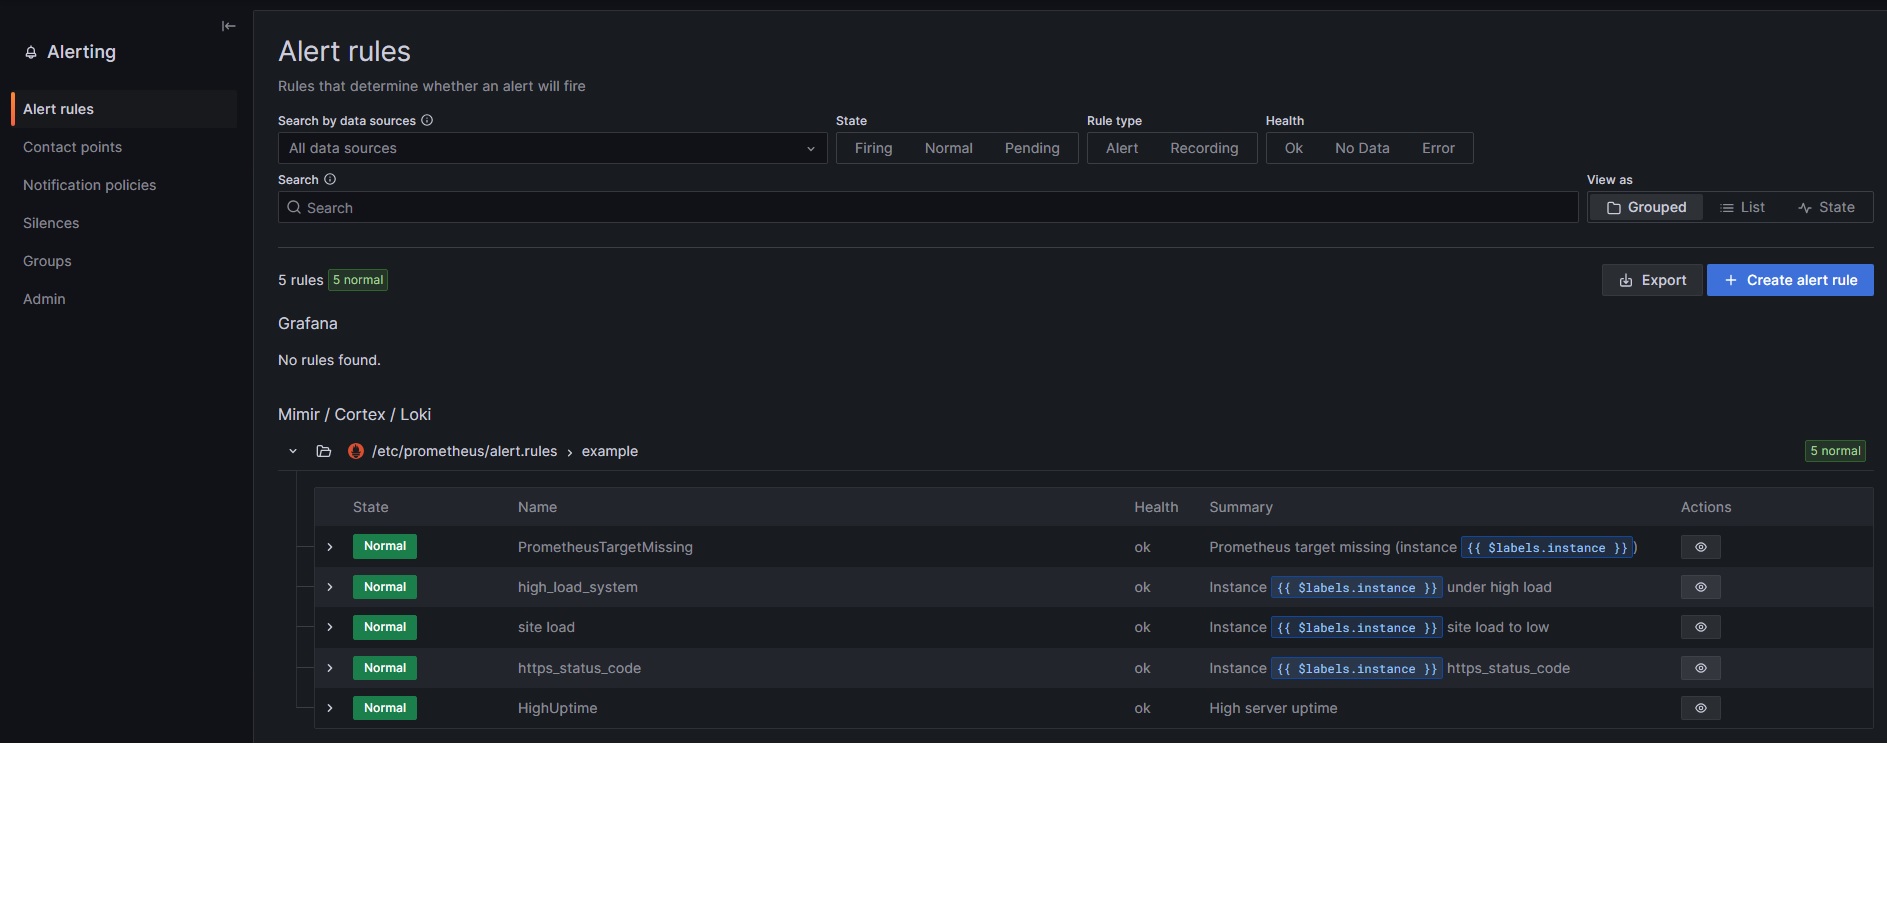 Alerting
Alert rules
Contact points
Notification policies
Silences
Groups
Admin
Alert rules
Rules that determine whether an alert will fire
Search by data sources State Rule type Health
All data sources Firing Normal Pending Alert Recording Ok No Data Error
Search View as
Search Grouped List State
5 rules 5 normal Export + Create alert rule
Grafana
No rules found.
Mimir / Cortex / Loki
/etc/prometheus/alert.rules > example 5 normal
State Name Health Summary Actions
Normal PrometheusTargetMissing ok Prometheus target missing (instance {{ $labels.instance }})
Normal high_load_system ok Instance {{ $labels.instance }} under high load
Normal site load ok Instance {{ $labels.instance }} site load to low
Normal https_status_code ok Instance {{ $labels.instance }} https_status_code
Normal HighUptime ok High server uptime